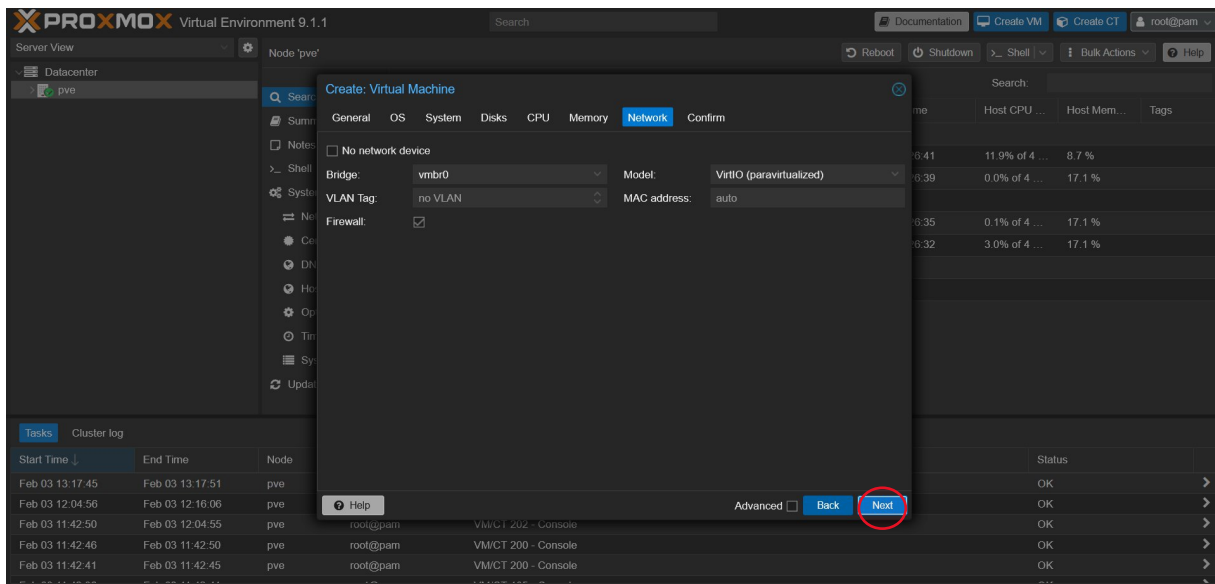 PROXMOX Virtual Environment 9.1.1
Search
Documentation
Create VM
Create CT
root@pam
Server View
Node 'pve'
Reboot
Shutdown
Shell
Bulk Actions
Help
Datacenter
pve
Search:
Host CPU ...
Host Mem...
Tags
11.9% of 4 ...
8.7 %
0.0% of 4 ...
17.1 %
0.1% of 4 ...
17.1 %
3.0% of 4 ...
17.1 %
Notes
Shell
Create: Virtual Machine
General
OS
System
Disks
CPU
Memory
Network
Confirm
No network device
Bridge:
vmbr0
Model:
VirtIO (paravirtualized)
VLAN Tag:
no VLAN
MAC address:
auto
Firewall:
Help
Advanced
Back
Next
Tasks
Cluster log
Start Time
End Time
Node
Status
Feb 03 13:17:45
Feb 03 13:17:51
pve
OK
Feb 03 12:04:56
Feb 03 12:16:06
pve
OK
Feb 03 11:42:50
Feb 03 12:04:55
pve
root@pam
VM/CT 202 - Console
OK
Feb 03 11:42:46
Feb 03 11:42:50
pve
root@pam
VM/CT 200 - Console
OK
Feb 03 11:42:41
Feb 03 11:42:45
pve
root@pam
VM/CT 200 - Console
OK